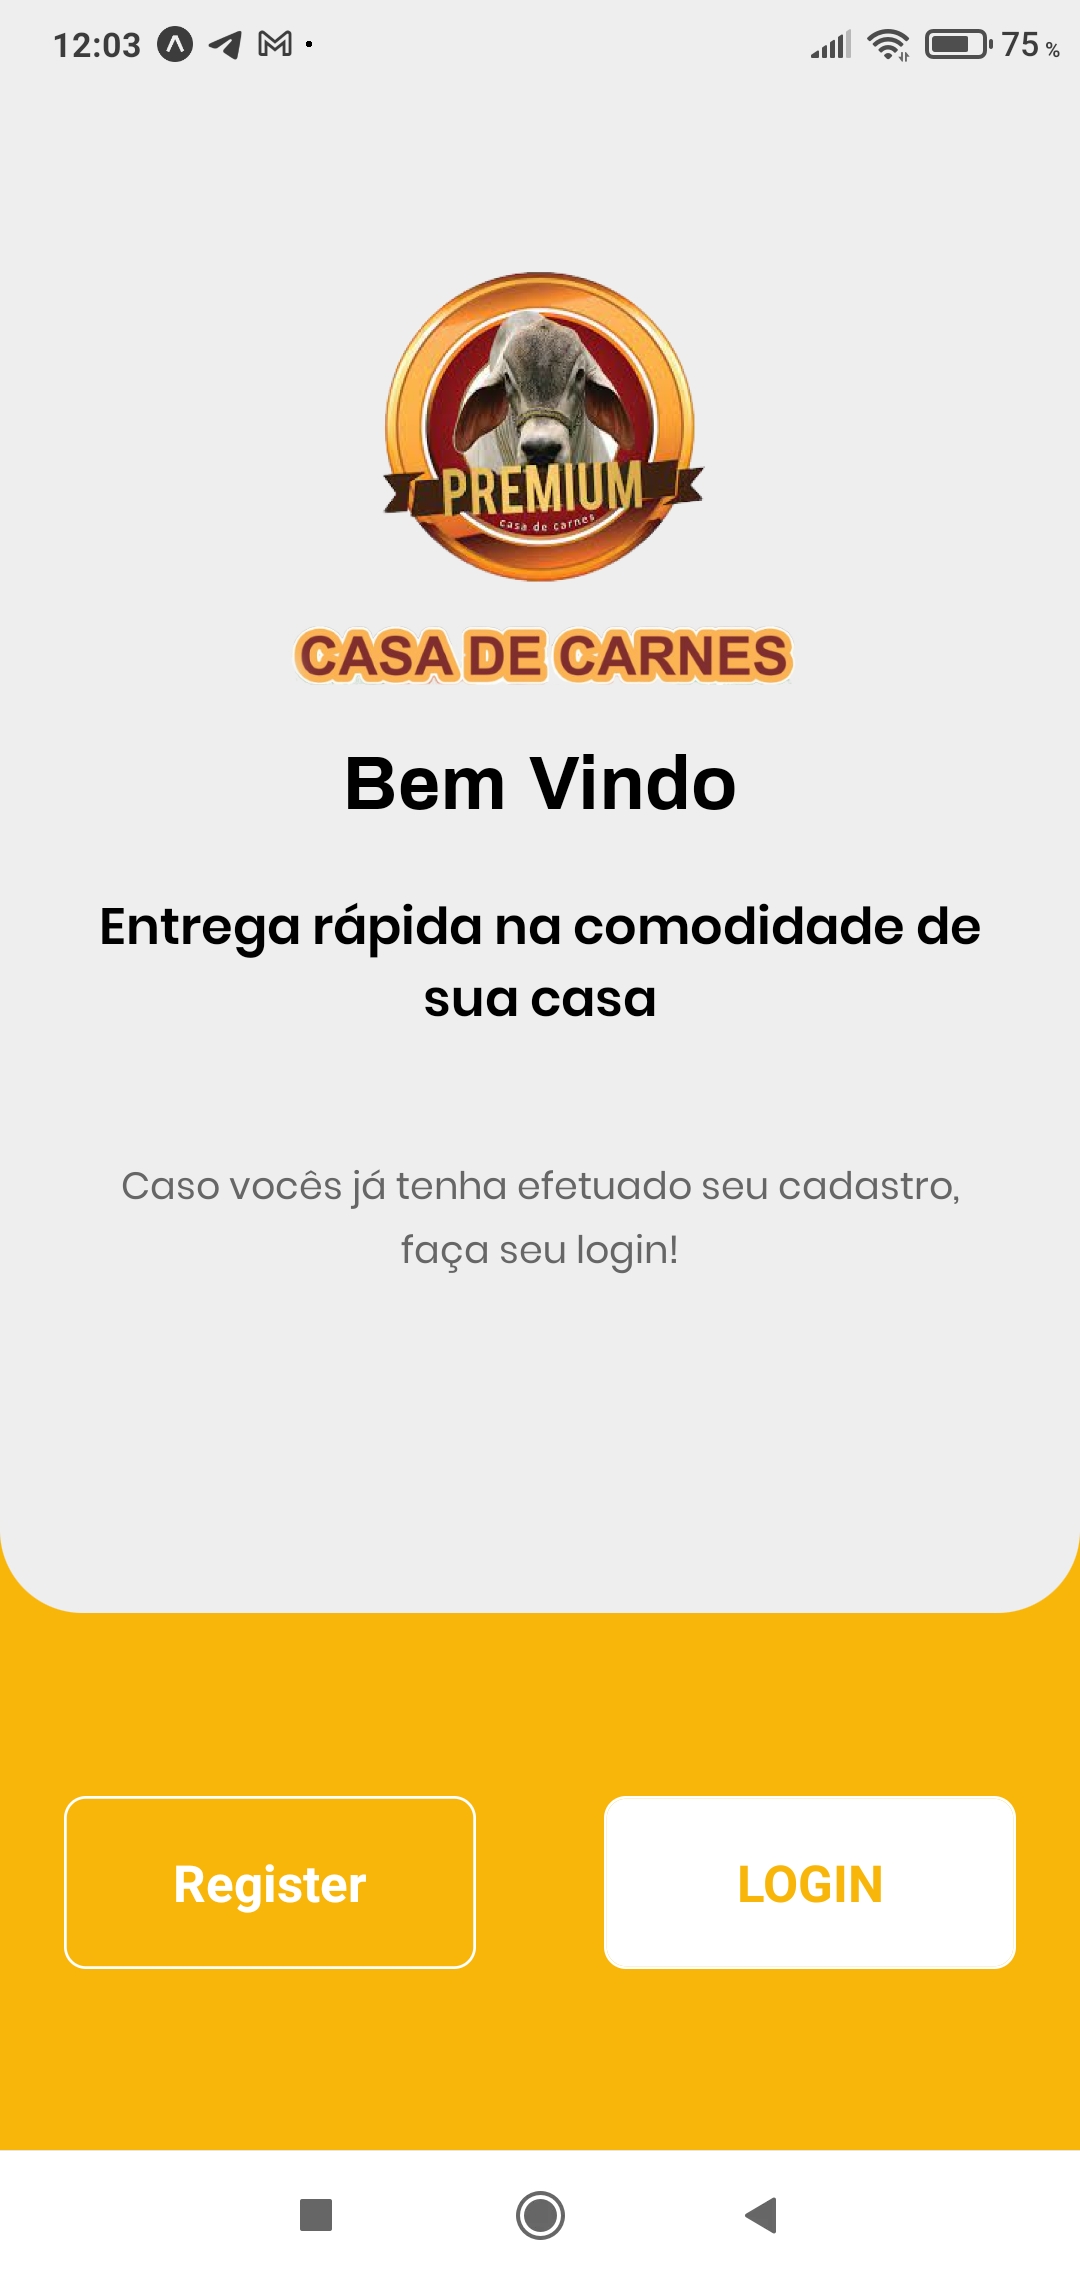 12:03
75 %
PREMIUM
casa de carnes
CASA DE CARNES
Bem Vindo
Entrega rápida na comodidade de
sua casa
Caso vocês já tenha efetuado seu cadastro,
faça seu login!
Register
LOGIN